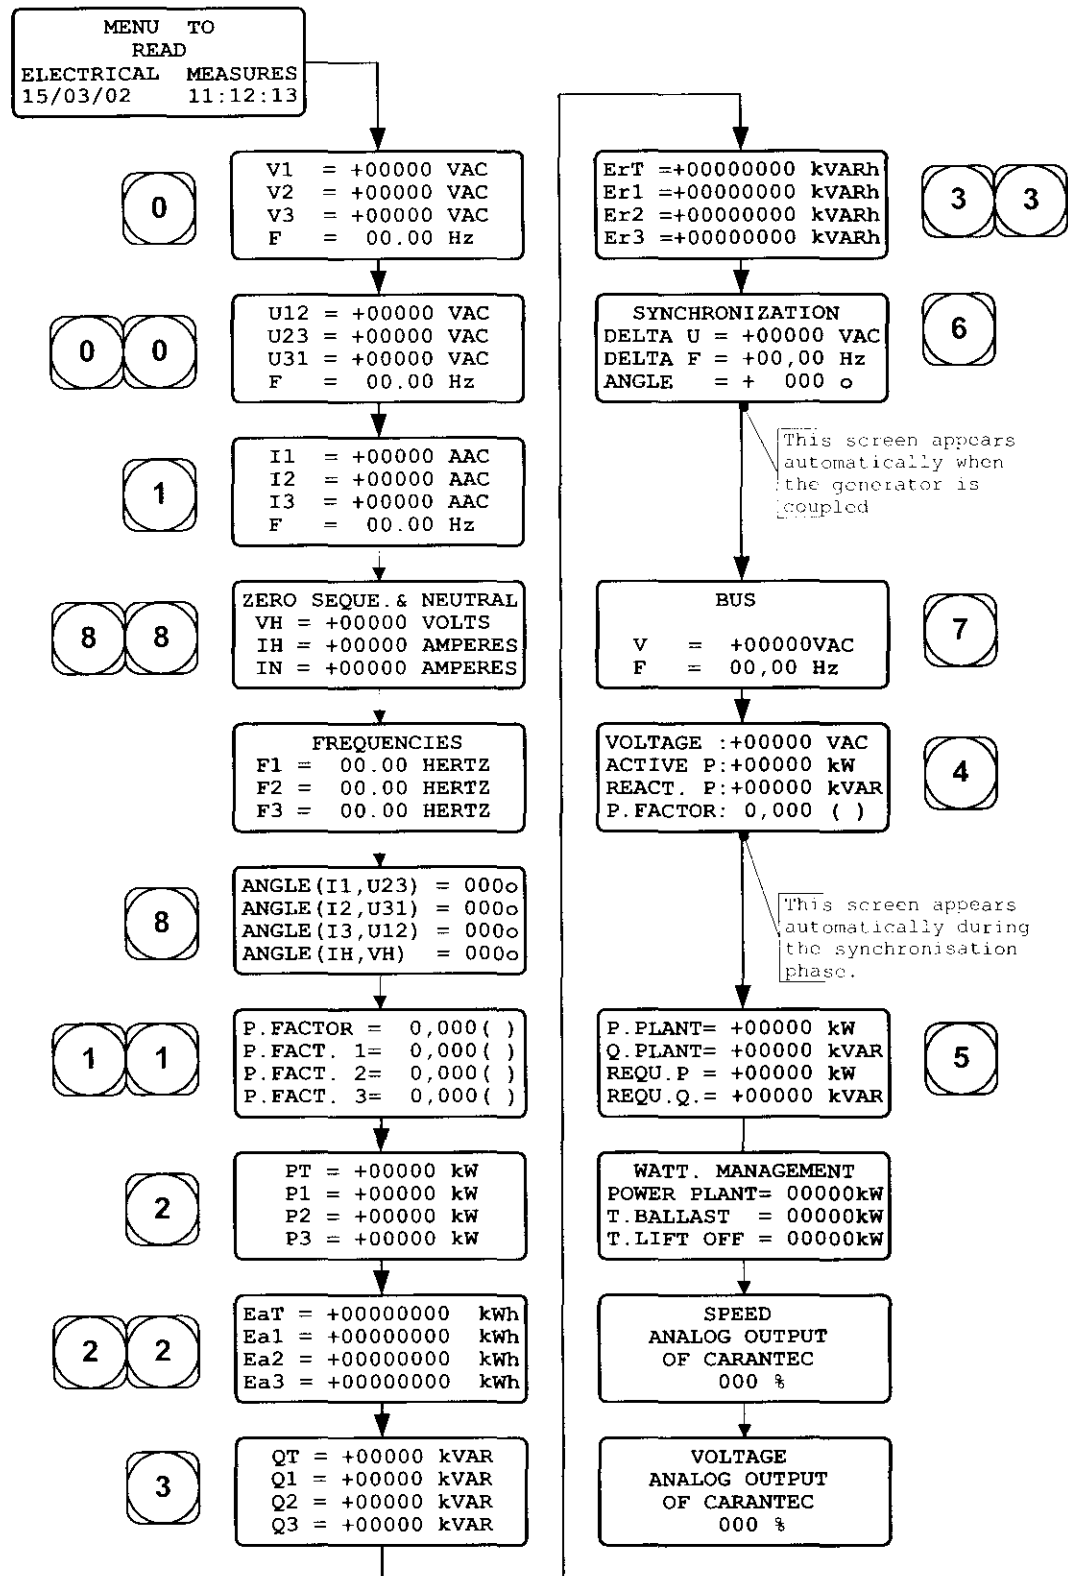 MENU TO
READ
ELECTRICAL MEASURES
15/03/02 11:12:13
0
V1 = +00000 VAC
V2 = +00000 VAC
V3 = +00000 VAC
F = 00.00 Hz
0 0
U12 = +00000 VAC
U23 = +00000 VAC
U31 = +00000 VAC
F = 00.00 Hz
1
I1 = +00000 AAC
I2 = +00000 AAC
I3 = +00000 AAC
F = 00.00 Hz
8 8
ZERO SEQUE.& NEUTRAL
VH = +00000 VOLTS
IH = +00000 AMPERES
IN = +00000 AMPERES
FREQUENCIES
F1 = 00.00 HERTZ
F2 = 00.00 HERTZ
F3 = 00.00 HERTZ
8
ANGLE(I1,U23) = 000o
ANGLE(I2,U31) = 000o
ANGLE(I3,U12) = 000o
ANGLE(IH,VH) = 000o
1 1
P.FACTOR = 0,000( )
P.FACT. 1= 0,000( )
P.FACT. 2= 0,000( )
P.FACT. 3= 0,000( )
2
PT = +00000 kW
P1 = +00000 kW
P2 = +00000 kW
P3 = +00000 kW
2 2
EaT = +00000000 kWh
Ea1 = +00000000 kWh
Ea2 = +00000000 kWh
Ea3 = +00000000 kWh
3
QT = +00000 kVAR
Q1 = +00000 kVAR
Q2 = +00000 kVAR
Q3 = +00000 kVAR
ErT =+00000000 kVARh
Er1 =+00000000 kVARh
Er2 =+00000000 kVARh
Er3 =+00000000 kVARh
3 3
SYNCHRONIZATION
DELTA U = +00000 VAC
DELTA F = +00,00 Hz
ANGLE = + 000 o
6
This screen appears
automatically when
the generator is
coupled
BUS
V = +00000VAC
F = 00,00 Hz
7
VOLTAGE :+00000 VAC
ACTIVE P:+00000 kW
REACT. P:+00000 kVAR
P.FACTOR: 0,000 ( )
4
This screen appears
automatically during
the synchronisation
phase.
P.PLANT= +00000 kW
Q.PLANT= +00000 kVAR
REQU.P = +00000 kW
REQU.Q.= +00000 kVAR
5
WATT. MANAGEMENT
POWER PLANT= 00000kW
T.BALLAST = 00000kW
T.LIFT OFF = 00000kW
SPEED
ANALOG OUTPUT
OF CARANTEC
000 %
VOLTAGE
ANALOG OUTPUT
OF CARANTEC
000 %